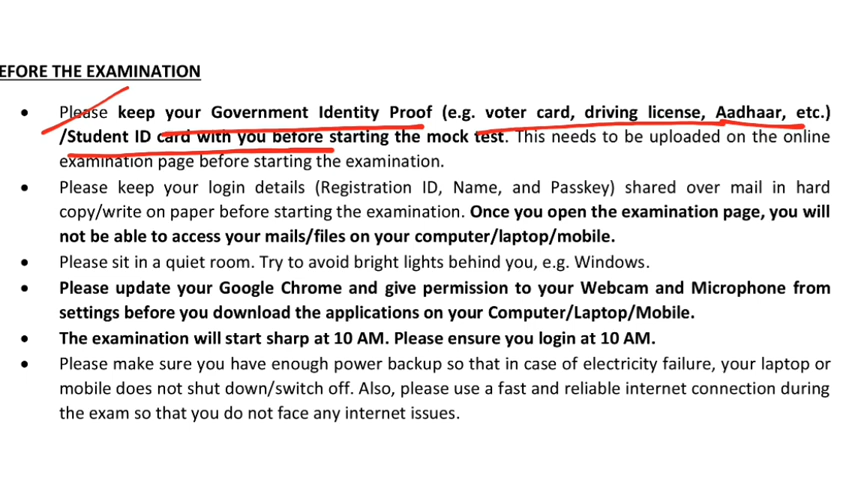 EFORE THE EXAMINATION
• Please keep your Government Identity Proof (e.g. voter card, driving license, Aadhaar, etc.)
/Student ID card with you before starting the mock test. This needs to be uploaded on the online
examination page before starting the examination.
• Please keep your login details (Registration ID, Name, and Passkey) shared over mail in hard
copy/write on paper before starting the examination. Once you open the examination page, you will
not be able to access your mails/files on your computer/laptop/mobile.
• Please sit in a quiet room. Try to avoid bright lights behind you, e.g. Windows.
• Please update your Google Chrome and give permission to your Webcam and Microphone from
settings before you download the applications on your Computer/Laptop/Mobile.
• The examination will start sharp at 10 AM. Please ensure you login at 10 AM.
• Please make sure you have enough power backup so that in case of electricity failure, your laptop or
mobile does not shut down/switch off. Also, please use a fast and reliable internet connection during
the exam so that you do not face any internet issues.